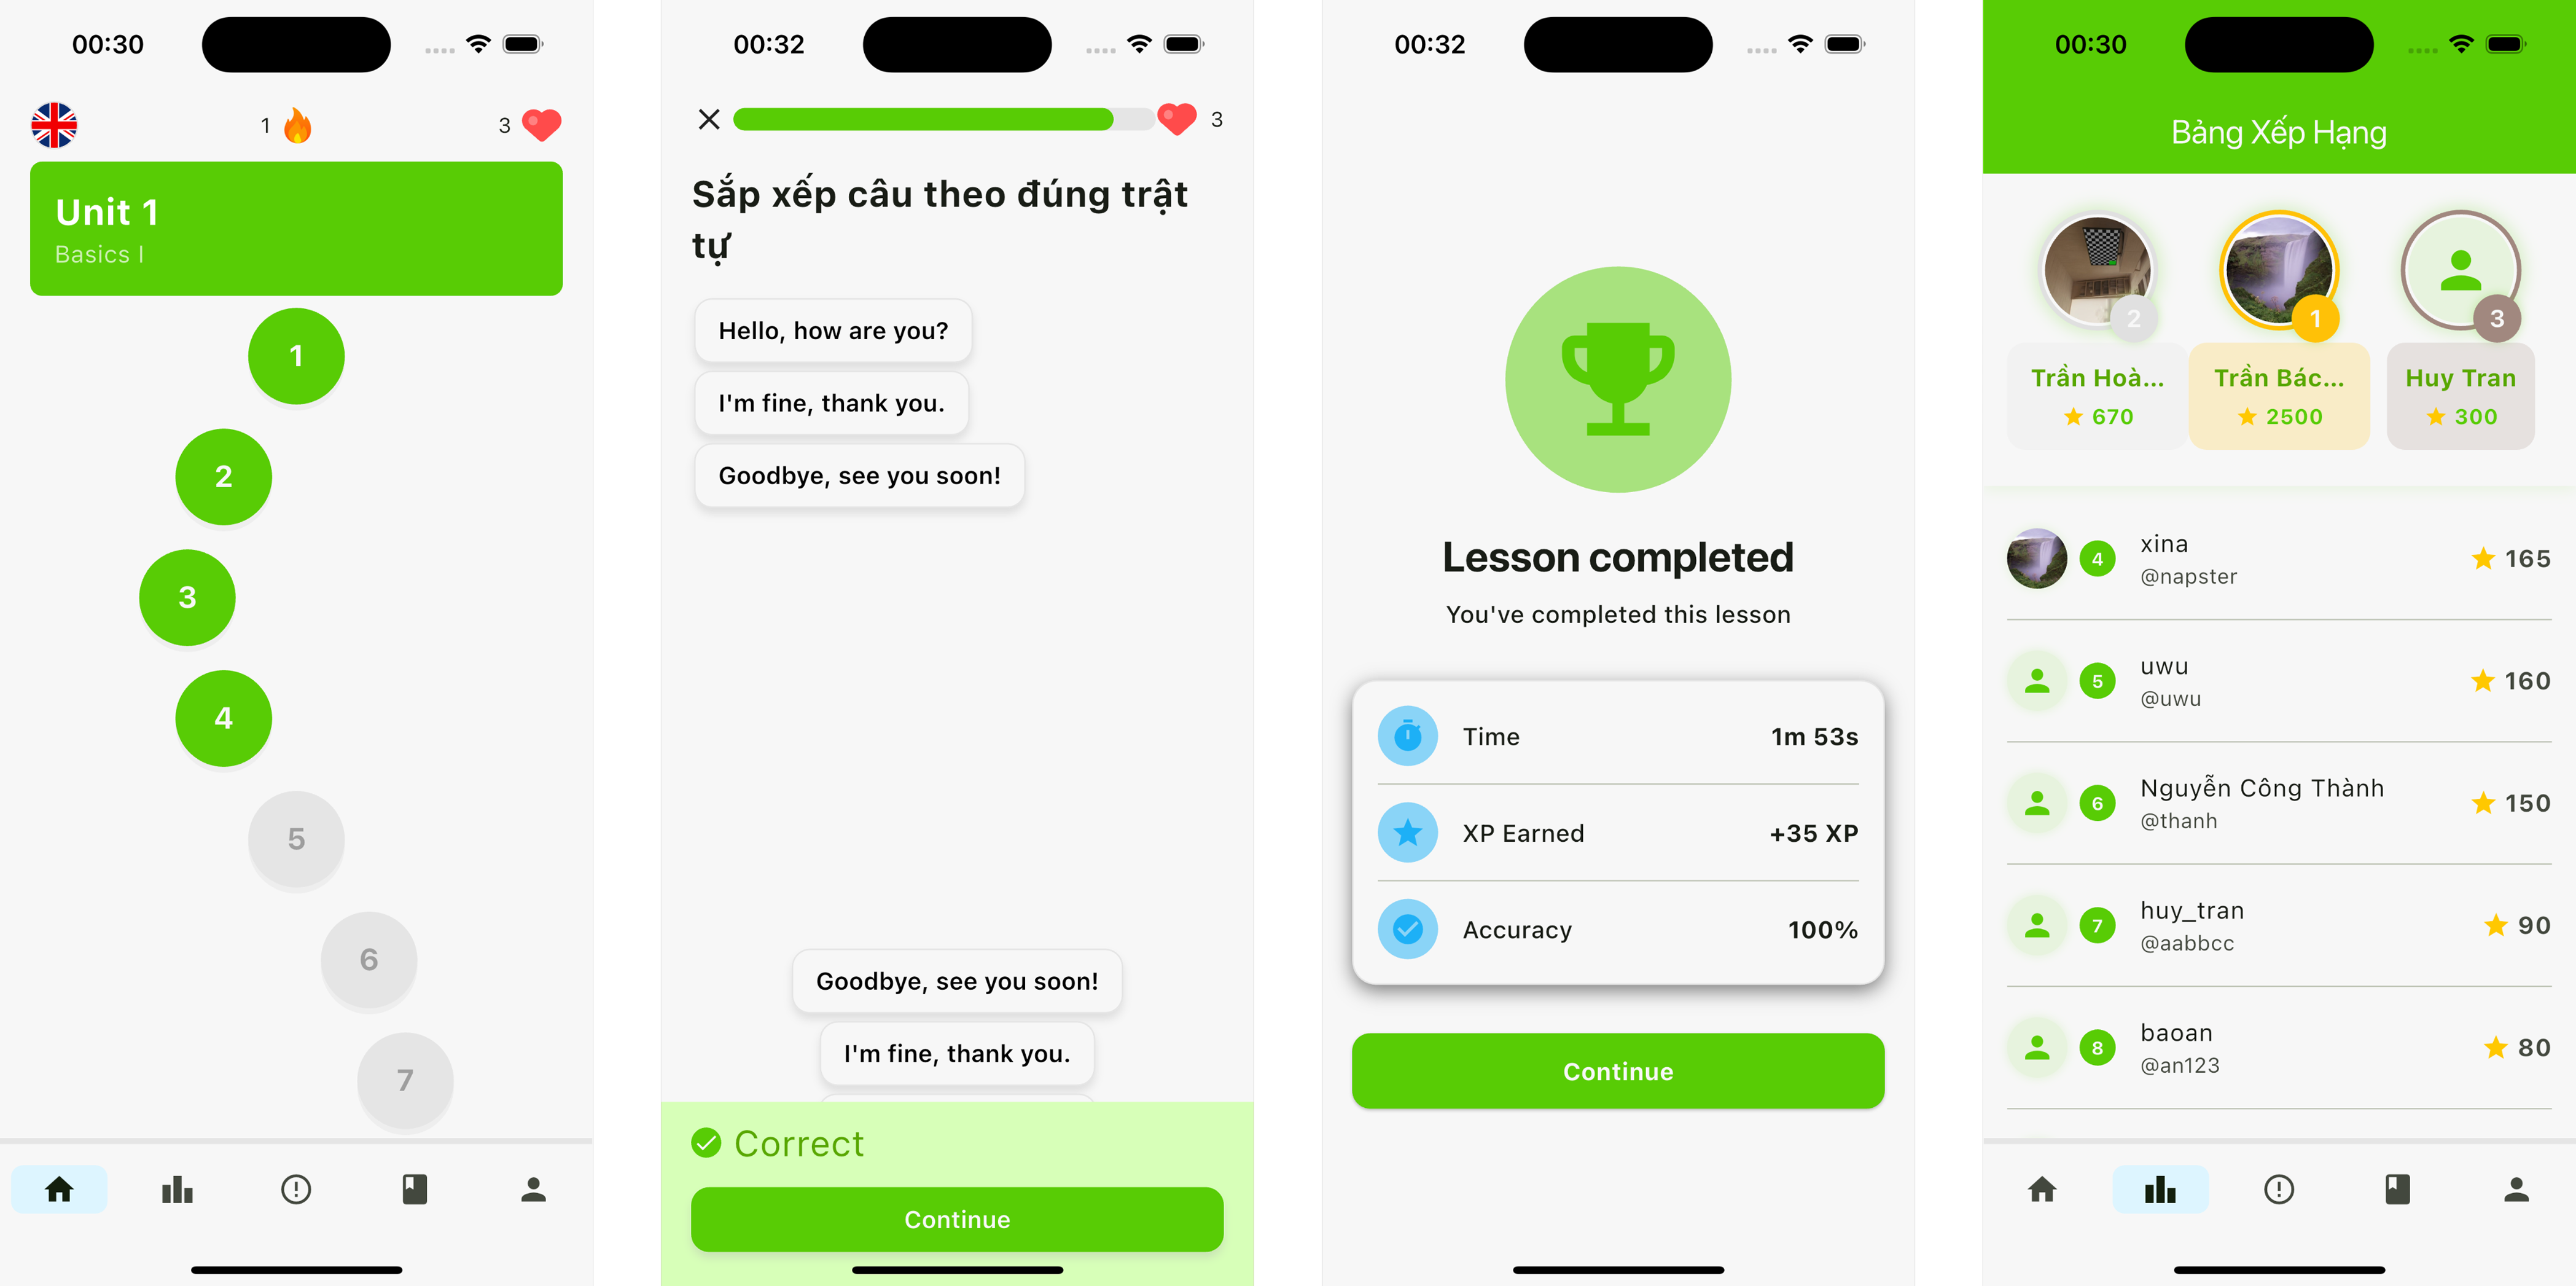 00:30
1
3
Unit 1
Basics I
1
2
3
4
5
6
7
00:32
3
Sắp xếp câu theo đúng trật
tự
Hello, how are you?
I'm fine, thank you.
Goodbye, see you soon!
Goodbye, see you soon!
I'm fine, thank you.
Correct
Continue
00:32
Lesson completed
You've completed this lesson
Time 1m 53s
XP Earned +35 XP
Accuracy 100%
Continue
00:30
Bảng Xếp Hạng
2 1 3
Trần Hoà... Trần Bác... Huy Tran
670 2500 300
4 xina 165
@napster
5 uwu 160
@uwu
6 Nguyễn Công Thành 150
@thanh
7 huy_tran 90
@aabbcc
8 baoan 80
@an123